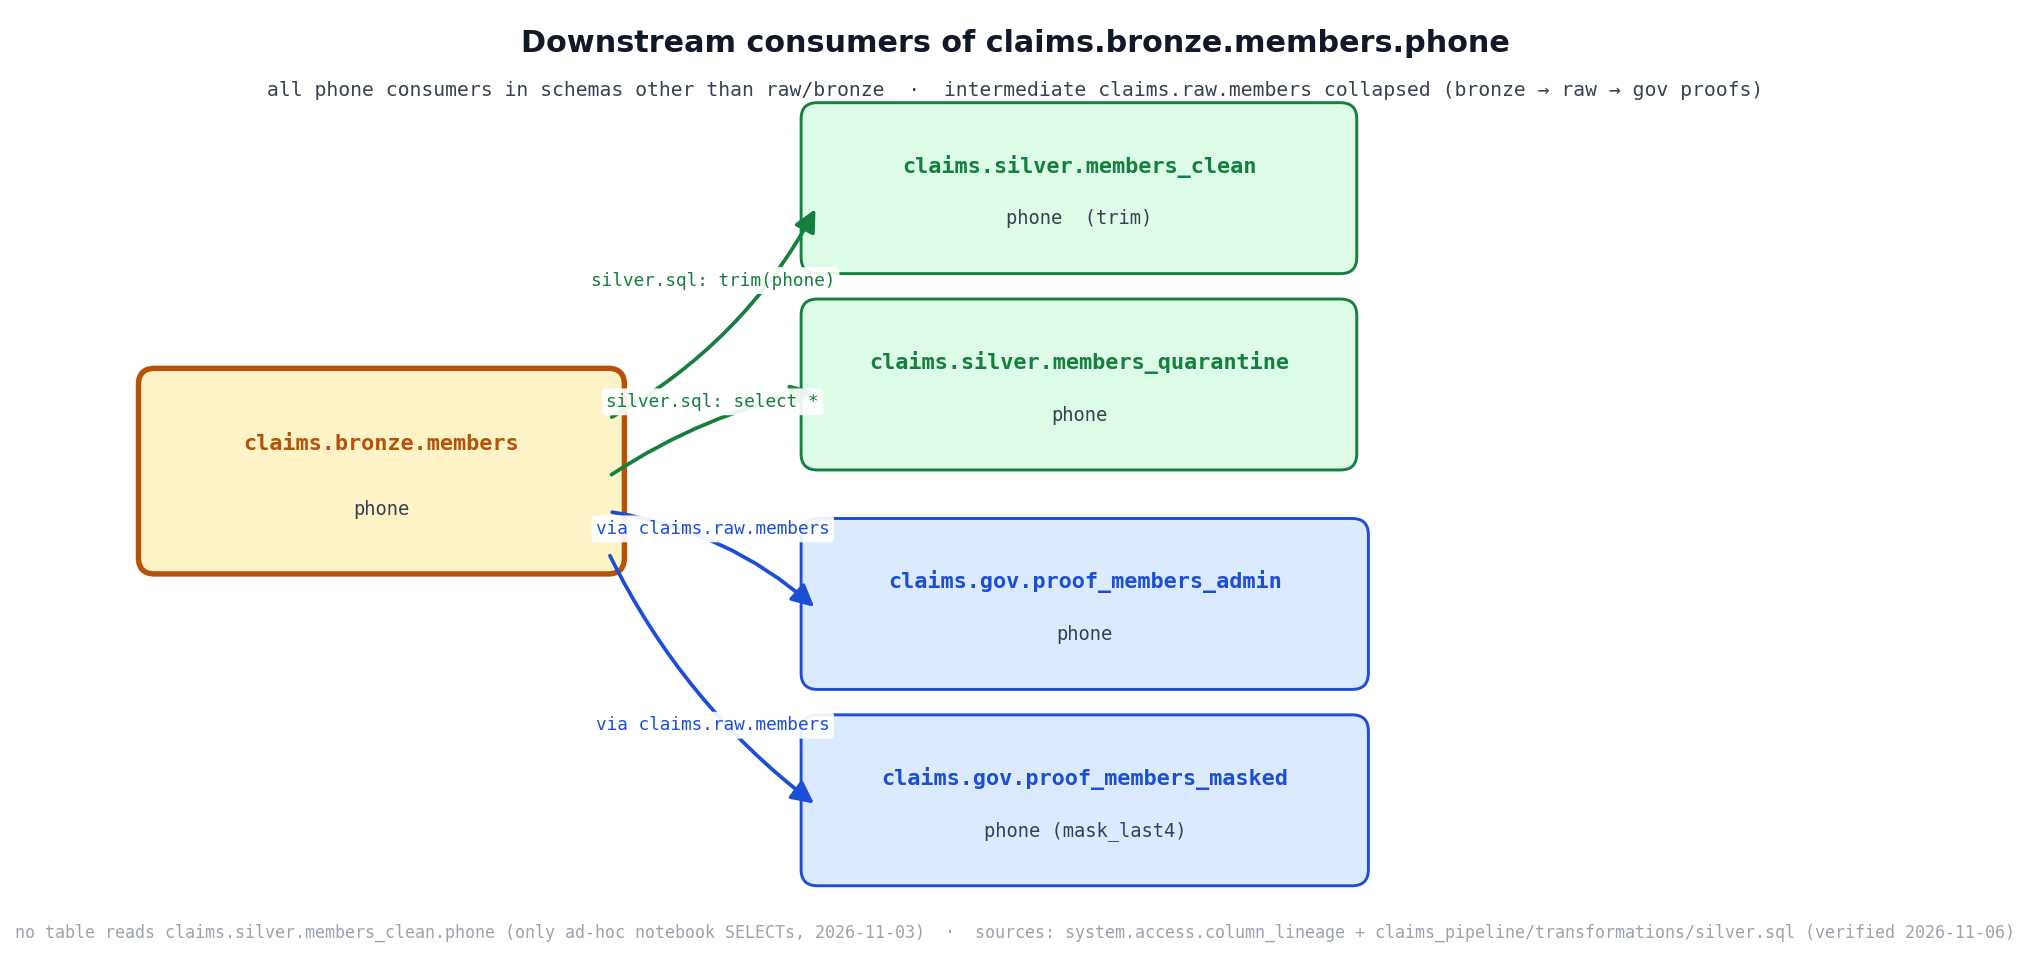 Downstream consumers of claims.bronze.members.phone
all phone consumers in schemas other than raw/bronze · intermediate claims.raw.members collapsed (bronze → raw → gov proofs)
claims.silver.members_clean
phone (trim)
silver.sql: trim(phone)
claims.silver.members_quarantine
silver.sql: select *
phone
claims.bronze.members
phone
via claims.raw.members
claims.gov.proof_members_admin
phone
via claims.raw.members
claims.gov.proof_members_masked
phone (mask_last4)
no table reads claims.silver.members_clean.phone (only ad-hoc notebook SELECTs, 2026-11-03) · sources: system.access.column_lineage + claims_pipeline/transformations/silver.sql (verified 2026-11-06)